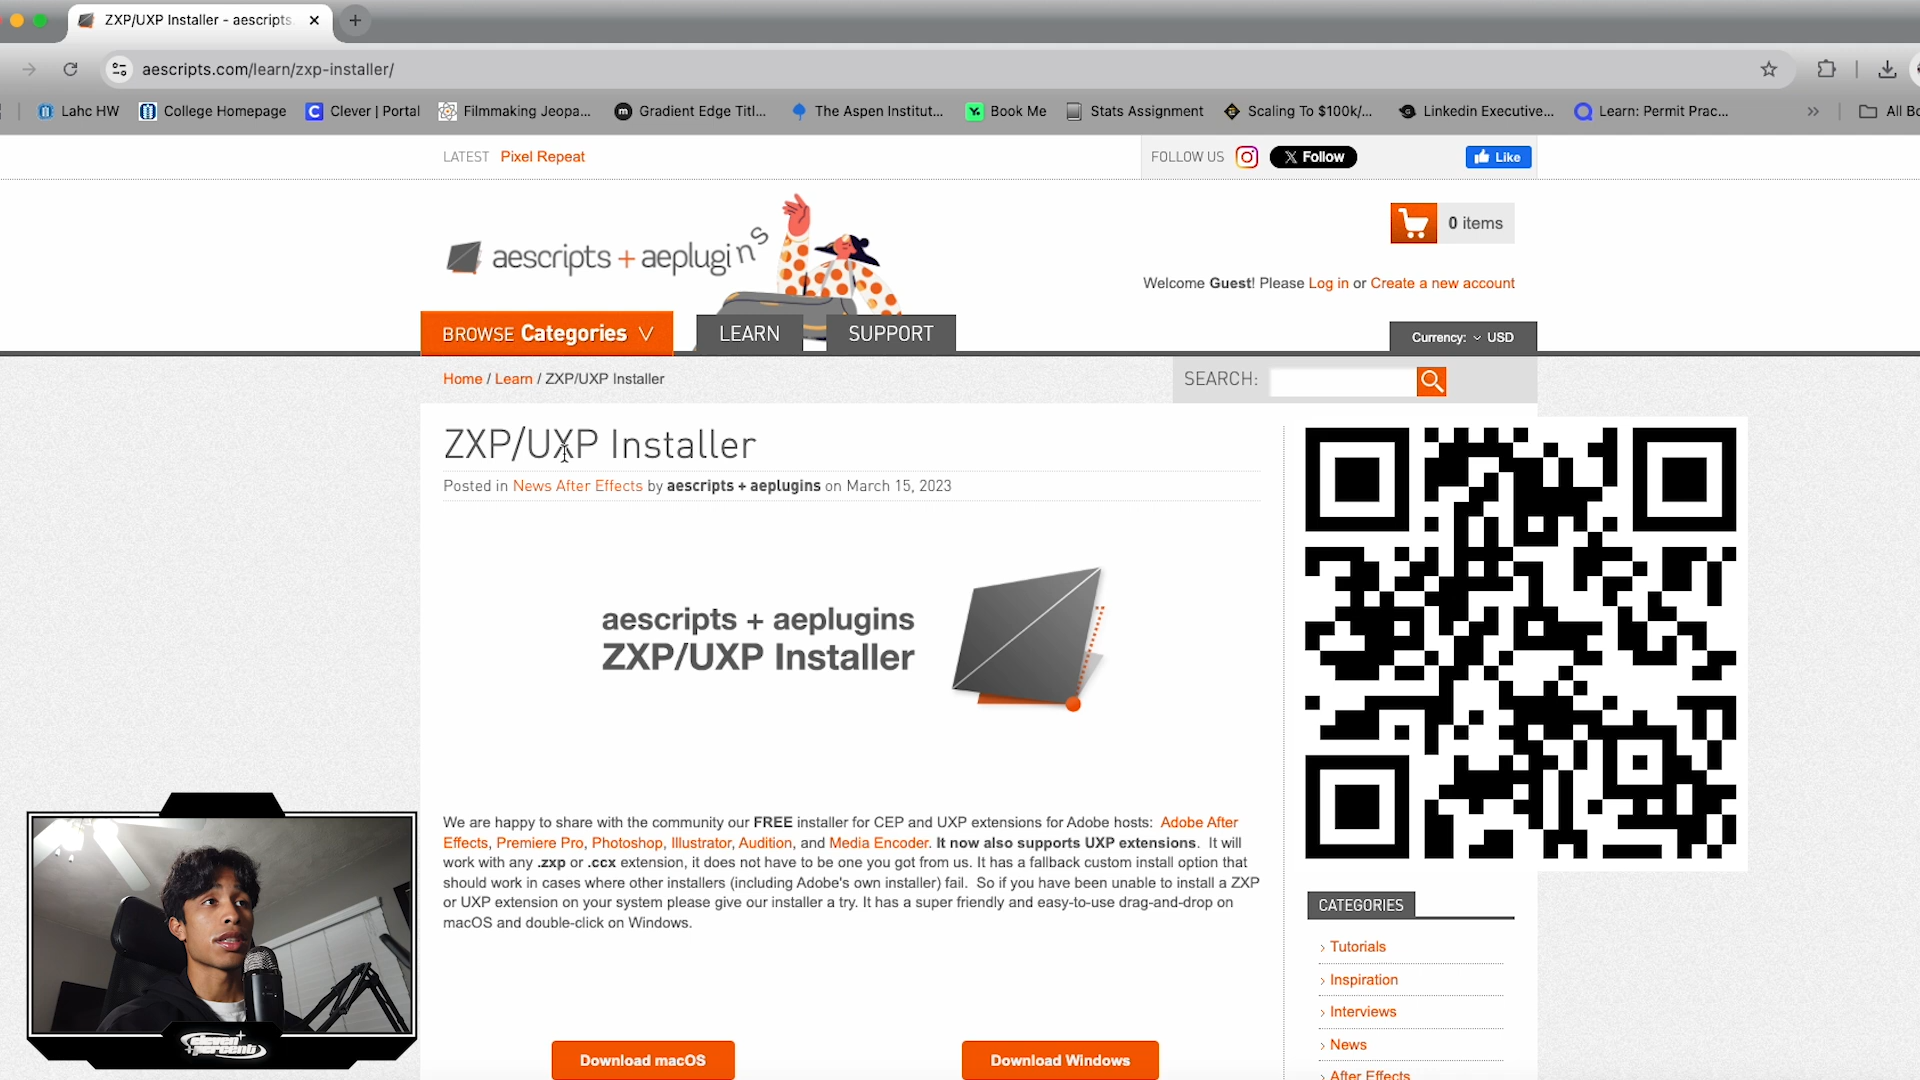 ZXP/UXP Installer - aescripts
aescripts.com/learn/zxp-installer/
Lahc HW College Homepage Clever | Portal Filmmaking Jeopa... Gradient Edge Titl... The Aspen Institut... Book Me Stats Assignment Scaling To $100k/... Linkedin Executive... Learn: Permit Prac... All Bo
LATEST Pixel Repeat
FOLLOW US Follow Like
0 items
aescripts + aeplugins
Welcome Guest! Please Log in or Create a new account
BROWSE Categories LEARN SUPPORT
Currency: USD
Home / Learn / ZXP/UXP Installer
SEARCH:
ZXP/UXP Installer
Posted in News After Effects by aescripts + aeplugins on March 15, 2023
aescripts + aeplugins
ZXP/UXP Installer
We are happy to share with the community our FREE installer for CEP and UXP extensions for Adobe hosts: Adobe After
Effects, Premiere Pro, Photoshop, Illustrator, Audition, and Media Encoder. It now also supports UXP extensions. It will
work with any .zxp or .ccx extension, it does not have to be one you got from us. It has a fallback custom install option that
should work in cases where other installers (including Adobe's own installer) fail. So if you have been unable to install a ZXP
or UXP extension on your system please give our installer a try. It has a super friendly and easy-to-use drag-and-drop on
macOS and double-click on Windows.
Download macOS
Download Windows
CATEGORIES
Tutorials
Inspiration
Interviews
News
After Effects
eleven
percent